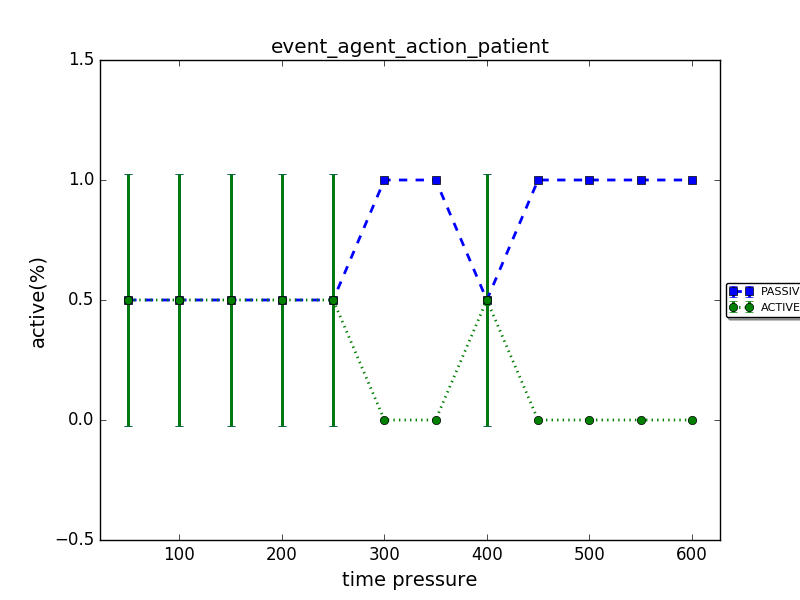 event_agent_action_patient
1.5
1.0
0.5
0.0
−0.5
active(%)
100 200 300 400 500 600
time pressure
PASSIV
ACTIVE